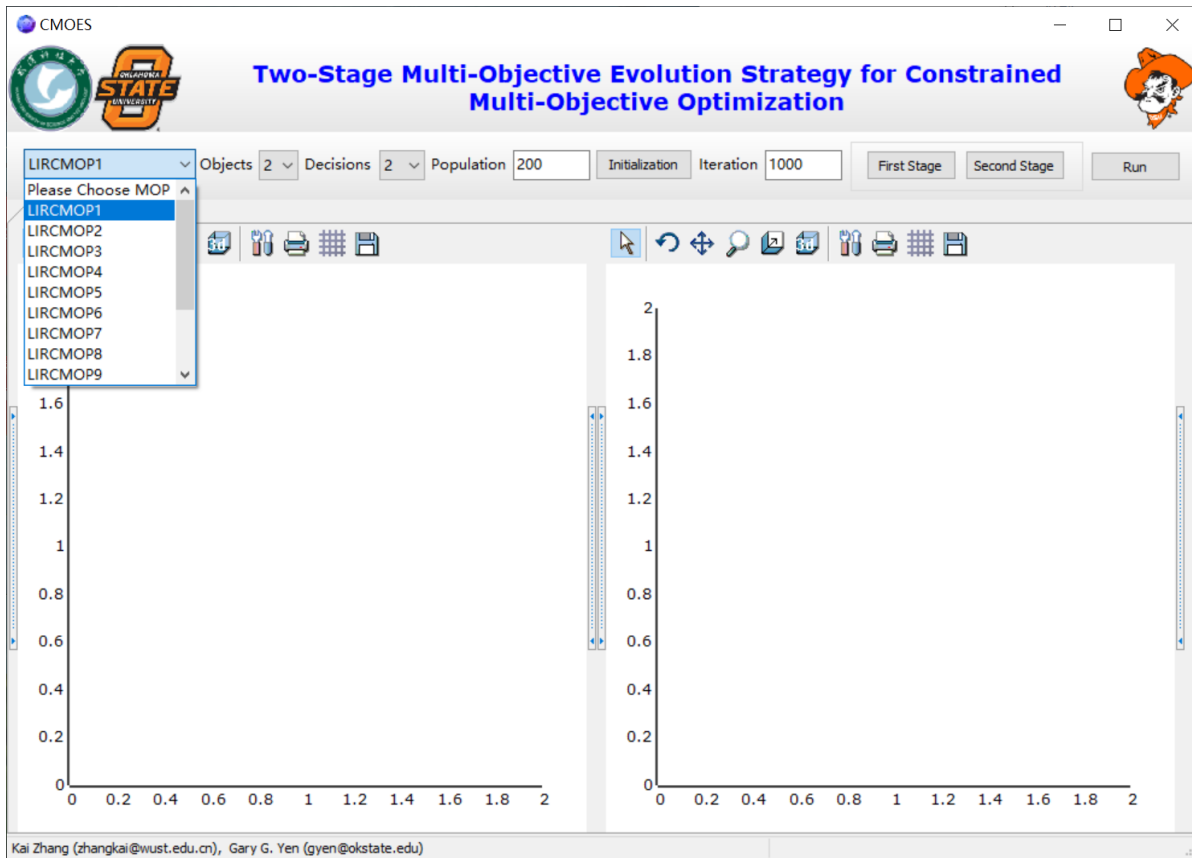 CMOES
OKLAHOMA
STATE
UNIVERSITY
Two-Stage Multi-Objective Evolution Strategy for Constrained
Multi-Objective Optimization
LIRCMOP1 Objects 2 Decisions 2 Population 200 Initialization Iteration 1000 First Stage Second Stage Run
Please Choose MOP
LIRCMOP1
LIRCMOP2
LIRCMOP3
LIRCMOP4
LIRCMOP5
LIRCMOP6
LIRCMOP7
LIRCMOP8
LIRCMOP9
1.6
1.4
1.2
1
0.8
0.6
0.4
0.2
0
0 0.2 0.4 0.6 0.8 1 1.2 1.4 1.6 1.8 2
2
1.8
1.6
1.4
1.2
1
0.8
0.6
0.4
0.2
0
0 0.2 0.4 0.6 0.8 1 1.2 1.4 1.6 1.8 2
Kai Zhang (zhangkai@wust.edu.cn), Gary G. Yen (gyen@okstate.edu)